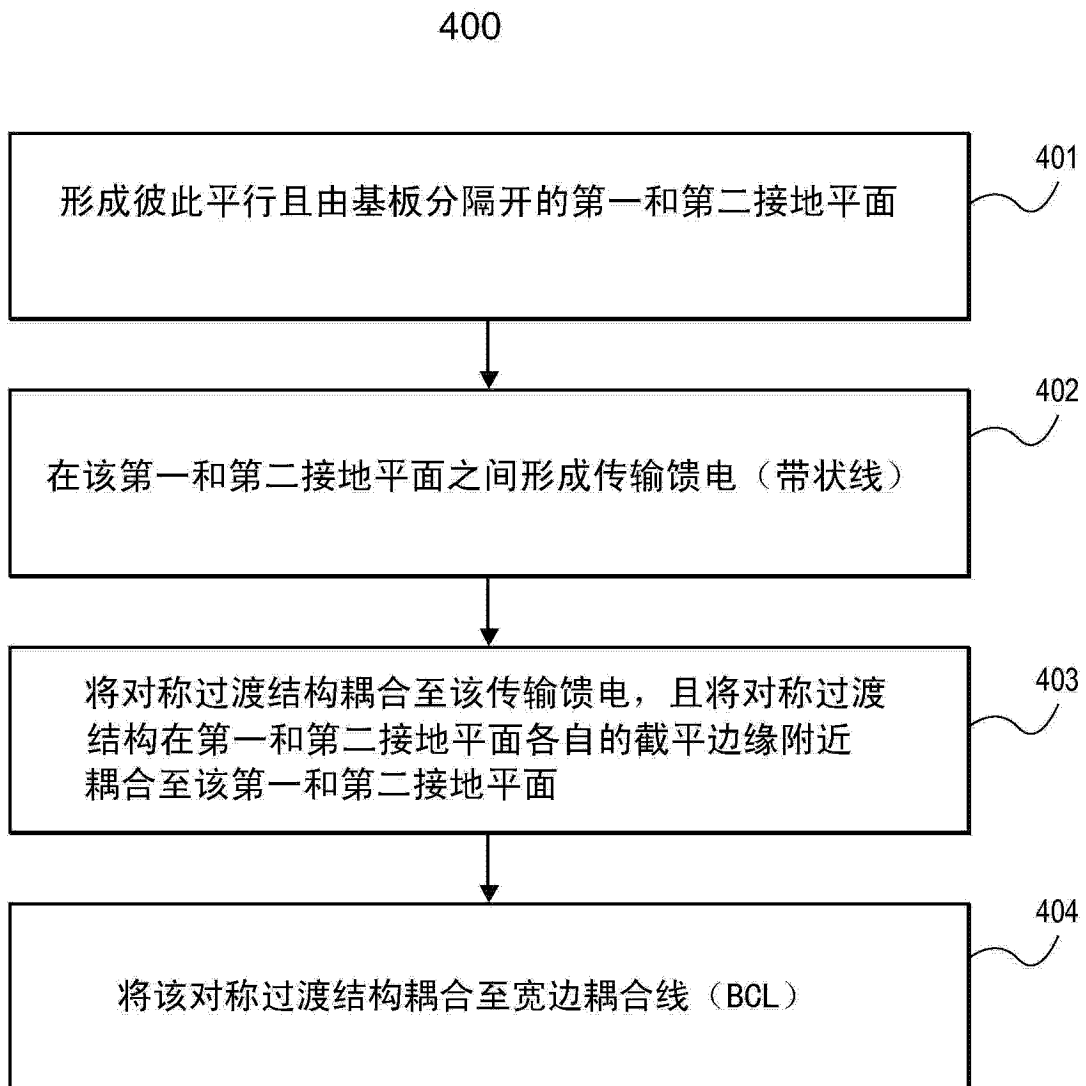 400
形成彼此平行且由基板分隔开的第一和第二接地平面
401
在该第一和第二接地平面之间形成传输馈电（带状线）
402
将对称过渡结构耦合至该传输馈电，且将对称过渡
结构在第一和第二接地平面各自的截平边缘附近
耦合至该第一和第二接地平面
403
将该对称过渡结构耦合至宽边耦合线（BCL）
404